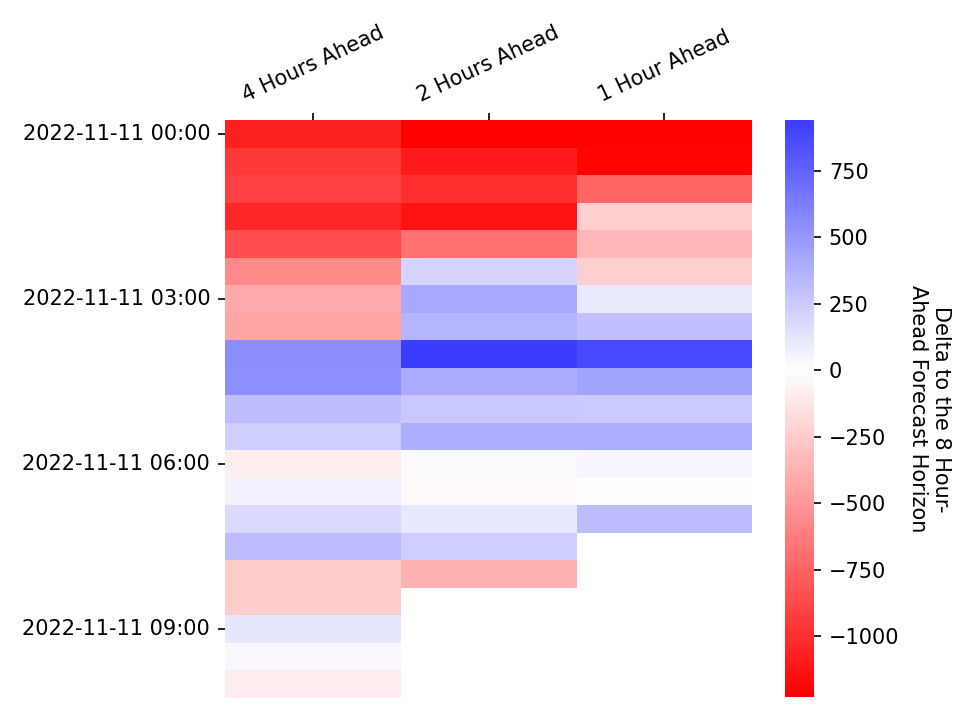 4 Hours Ahead
2 Hours Ahead
1 Hour Ahead
2022-11-11 00:00
2022-11-11 03:00
2022-11-11 06:00
2022-11-11 09:00
750
500
250
0
−250
−500
−750
−1000
Delta to the 8 Hour-
Ahead Forecast Horizon